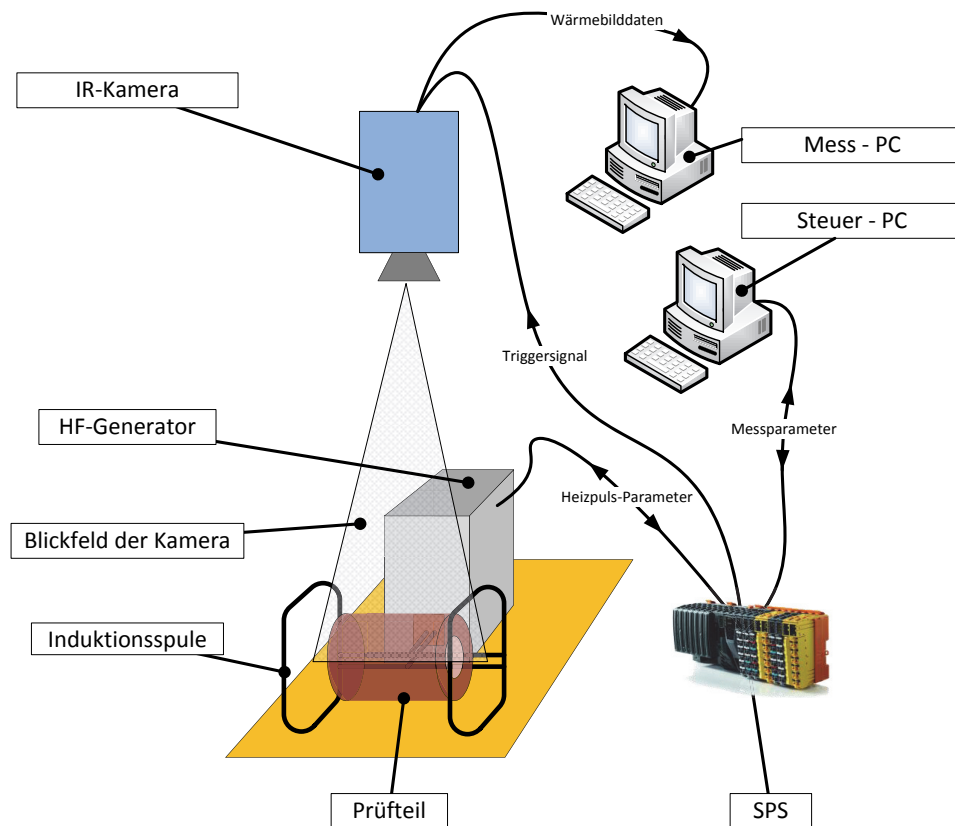 Wärmebilddaten
IR-Kamera
Mess - PC
Steuer - PC
Triggersignal
HF-Generator
Messparameter
Heizpuls-Parameter
Blickfeld der Kamera
Induktionsspule
Prüfteil
SPS